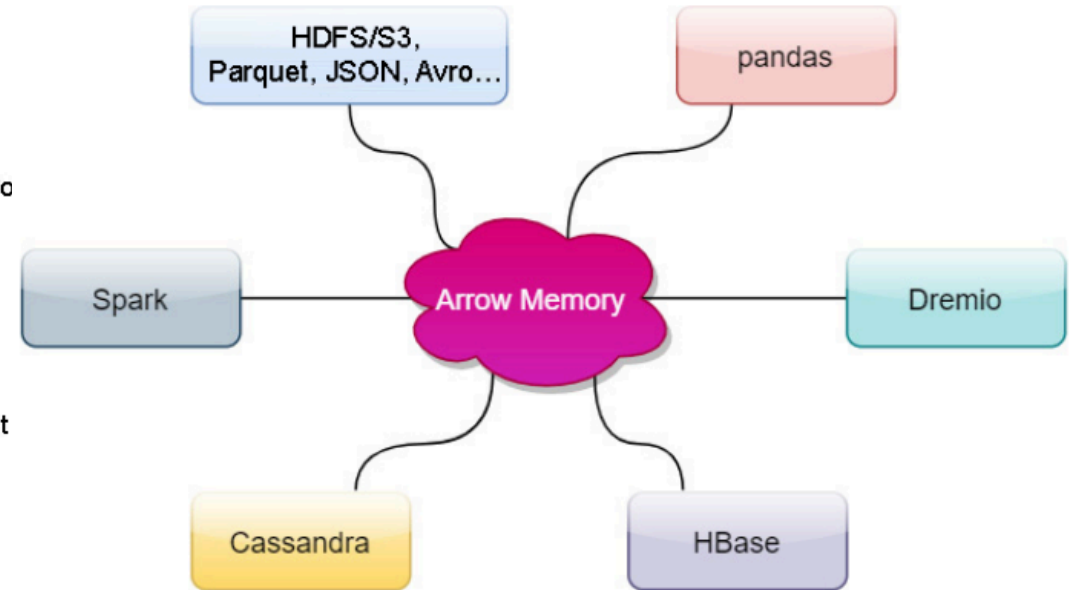 HDFS/S3,
Parquet, JSON, Avro...
pandas
o
Spark
Arrow Memory
Dremio
t
Cassandra
HBase